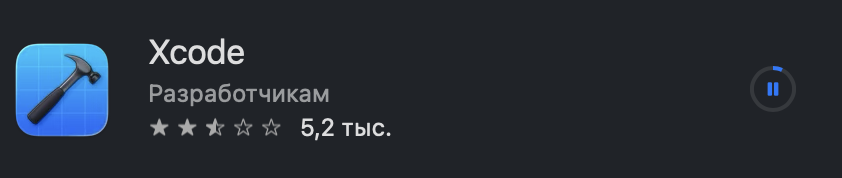 Xcode
Разработчикам
5,2 тыс.